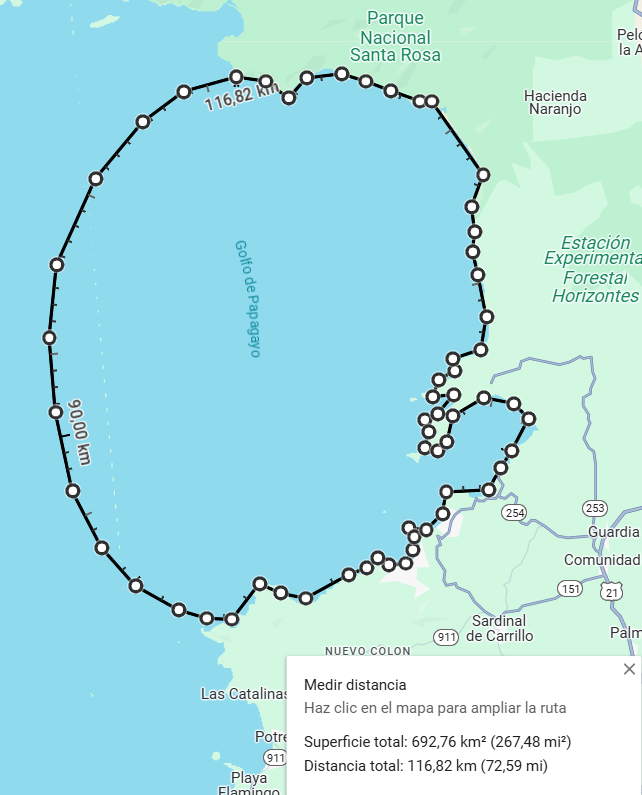 Parque
Nacional
Santa Rosa
116,82 km
Hacienda
Naranjo
Golfo de Papagayo
Estación
Experimenta
Forestal
Horizontes
90,00 km
254
253
Guardia
Comunidad
151
21
Sardinal
de Carrillo
911
Palm
NUEVO COLON
Las Catalinas
Potre
911
Playa
Flamingo
Medir distancia
Haz clic en el mapa para ampliar la ruta
Superficie total: 692,76 km² (267,48 mi²)
Distancia total: 116,82 km (72,59 mi)